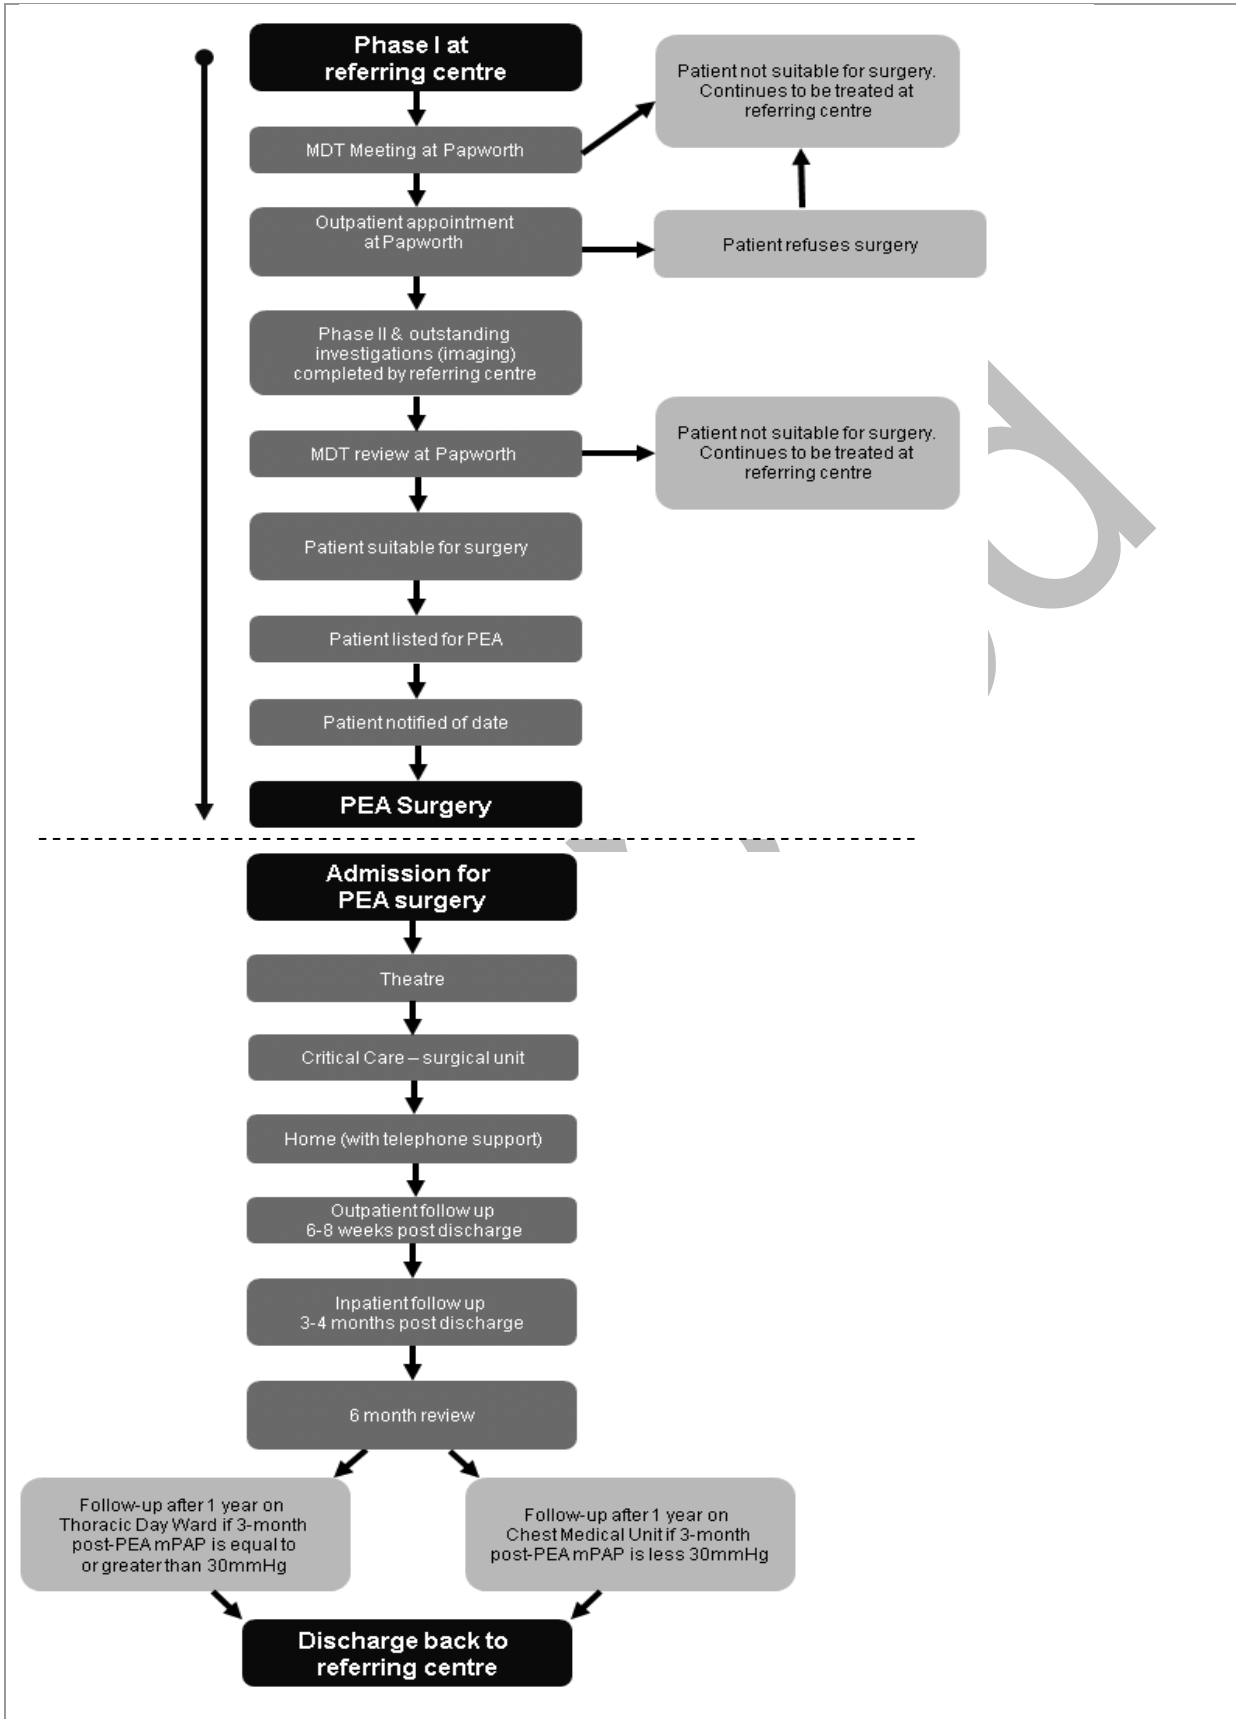 Phase I at
referring centre
Patient not suitable for surgery.
Continues to be treated at
referring centre
MDT Meeting at Papworth
Outpatient appointment
at Papworth
Patient refuses surgery
Phase II & outstanding
investigations (imaging)
completed by referring centre
MDT review at Papworth
Patient not suitable for surgery.
Continues to be treated at
referring centre
Patient suitable for surgery
Patient listed for PEA
Patient notified of date
PEA Surgery
Admission for
PEA surgery
Theatre
Critical Care – surgical unit
Home (with telephone support)
Outpatient follow up
6-8 weeks post discharge
Inpatient follow up
3-4 months post discharge
6 month review
Follow-up after 1 year on
Thoracic Day Ward if 3-month
post-PEA mPAP is equal to
or greater than 30mmHg
Follow-up after 1 year on
Chest Medical Unit if 3-month
post-PEA mPAP is less 30mmHg
Discharge back to
referring centre